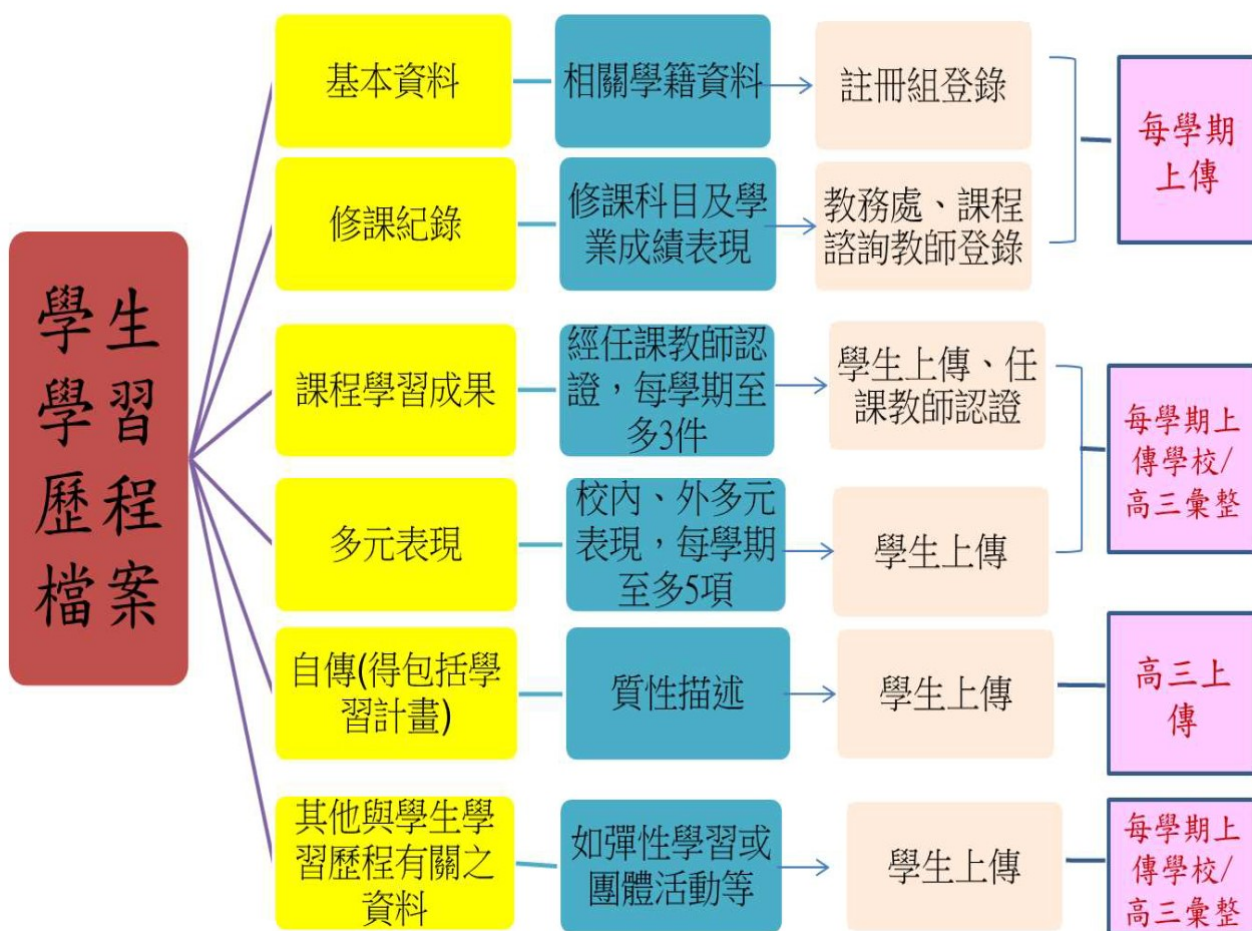 學生
學習
歷程
檔案
基本資料
相關學籍資料
註冊組登錄
每學期
上傳
修課紀錄
修課科目及學
業成績表現
教務處、課程
諮詢教師登錄
課程學習成果
經任課教師認
證，每學期至
多3件
學生上傳、任
課教師認證
每學期上
傳學校/
高三彙整
多元表現
校內、外多元
表現，每學期
至多5項
學生上傳
自傳(得包括學
習計畫)
質性描述
學生上傳
高三上
傳
其他與學生學
習歷程有關之
資料
如彈性學習或
團體活動等
學生上傳
每學期上
傳學校/
高三彙整